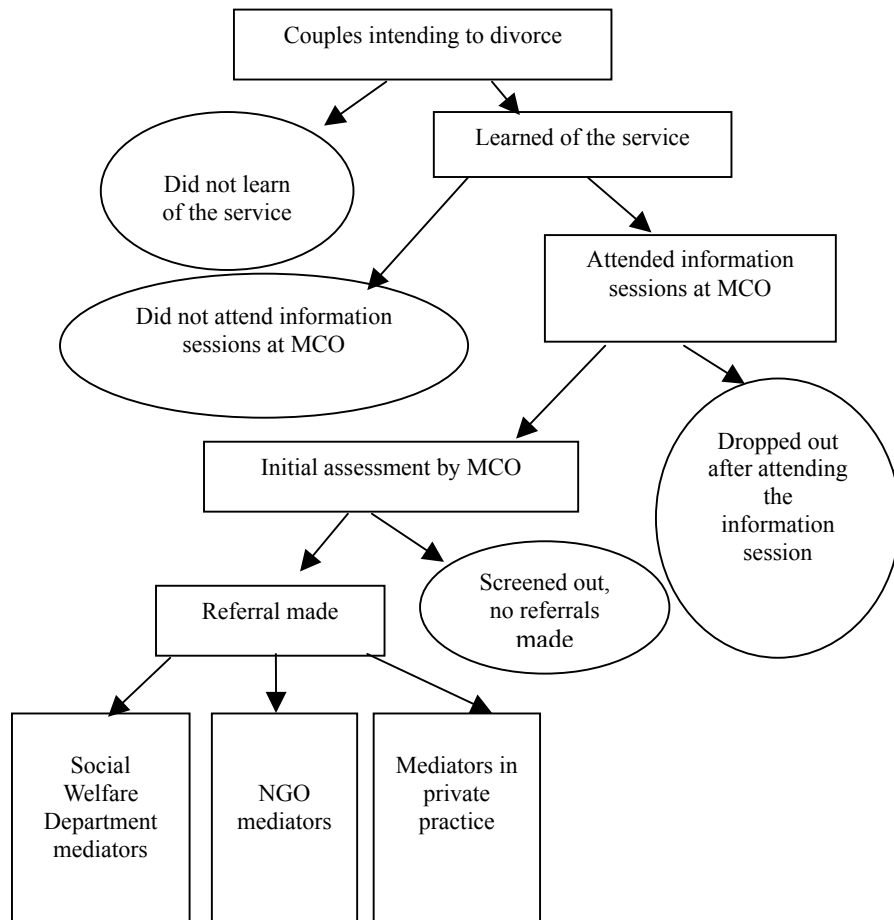 Couples intending to divorce
Did not learn
of the service
Learned of the service
Did not attend information
sessions at MCO
Attended information
sessions at MCO
Initial assessment by MCO
Dropped out
after attending
the
information
session
Referral made
Screened out,
no referrals
made
Social
Welfare
Department
mediators
NGO
mediators
Mediators in
private
practice